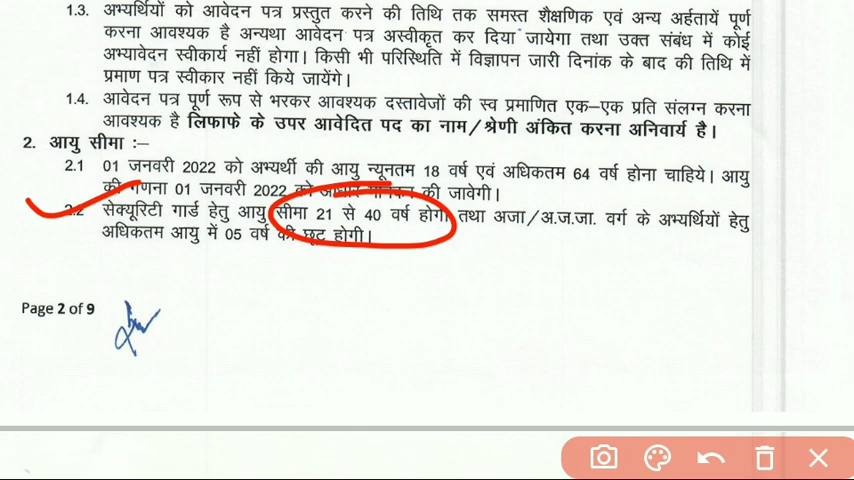 1.3. अभ्यर्थियों को आवेदन पत्र प्रस्तुत करने की तिथि तक समस्त शैक्षणिक एवं अन्य अर्हतायें पूर्ण
करना आवश्यक है अन्यथा आवेदन पत्र अस्वीकृत कर दिया जायेगा तथा उक्त संबंध में कोई
अभ्यावेदन स्वीकार्य नहीं होगा। किसी भी परिस्थिति में विज्ञापन जारी दिनांक के बाद की तिथि में
प्रमाण पत्र स्वीकार नहीं किये जायेंगे।
1.4. आवेदन पत्र पूर्ण रूप से भरकर आवश्यक दस्तावेजों की स्व प्रमाणित एक–एक प्रति संलग्न करना
आवश्यक है लिफाफे के उपर आवेदित पद का नाम/श्रेणी अंकित करना अनिवार्य है।
2. आयु सीमा :–
2.1 01 जनवरी 2022 को अभ्यर्थी की आयु न्यूनतम 18 वर्ष एवं अधिकतम 64 वर्ष होना चाहिये। आयु
की गणना 01 जनवरी 2022 को आधार मानकर की जावेगी।
2.2 सेक्यूरिटी गार्ड हेतु आयु सीमा 21 से 40 वर्ष होगी तथा अजा/अ.ज.जा. वर्ग के अभ्यर्थियों हेतु
अधिकतम आयु में 05 वर्ष की छूट होगी।
Page 2 of 9